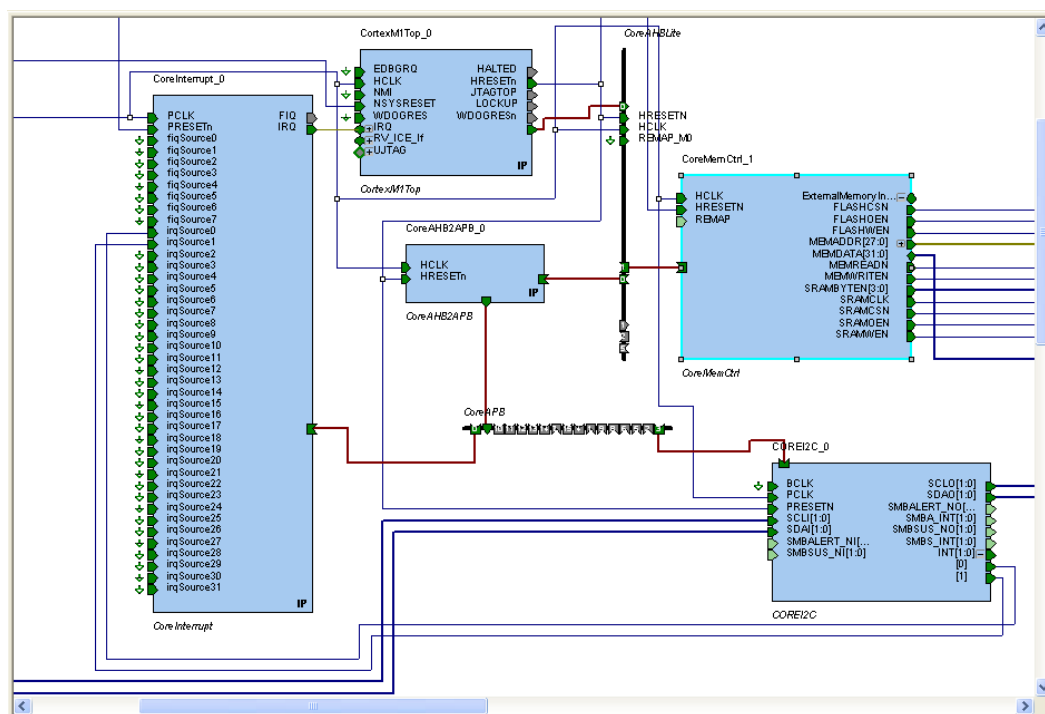 CortexM1Top_0
CoreAHBLite
EDBGRQ
HCLK
NMI
NSYSRESET
WDOGRES
IRQ
RV_ICE_If
UJTAG
HALTED
HRESETn
JTAGTOP
LOCKUP
WDOGRESn
IP
CortexM1Top
HRESETN
HCLK
REMAP_M0
CoreInterrupt_0
PCLK
PRESETn
fiqSource0
fiqSource1
fiqSource2
fiqSource3
fiqSource4
fiqSource5
fiqSource6
fiqSource7
irqSource0
irqSource1
irqSource2
irqSource3
irqSource4
irqSource5
irqSource6
irqSource7
irqSource8
irqSource9
irqSource10
irqSource11
irqSource12
irqSource13
irqSource14
irqSource15
irqSource16
irqSource17
irqSource18
irqSource19
irqSource20
irqSource21
irqSource22
irqSource23
irqSource24
irqSource25
irqSource26
irqSource27
irqSource28
irqSource29
irqSource30
irqSource31
FIQ
IRQ
IP
CoreInterrupt
CoreAHB2APB_0
HCLK
HRESETn
IP
CoreAHB2APB
CoreMemCtrl_1
HCLK
HRESETN
REMAP
ExternalMemoryIn...
FLASHCSN
FLASHOEN
FLASHWEN
MEMADDR[27:0]
MEMDATA[31:0]
MEMREADN
MEMWRITEN
SRAMBYTEN[3:0]
SRAMCLK
SRAMCSN
SRAMOEN
SRAMWEN
CoreMemCtrl
CoreAPB
COREI2C_0
BCLK
PCLK
PRESETN
SCLI[1:0]
SDAI[1:0]
SMBALERT_NI[...
SMBSUS_NI[1:0]
SCLO[1:0]
SDAO[1:0]
SMBALERT_NO[...
SMBA_INT[1:0]
SMBSUS_NO[1:0]
SMBS_INT[1:0]
INT[1:0]
[0]
[1]
COREI2C